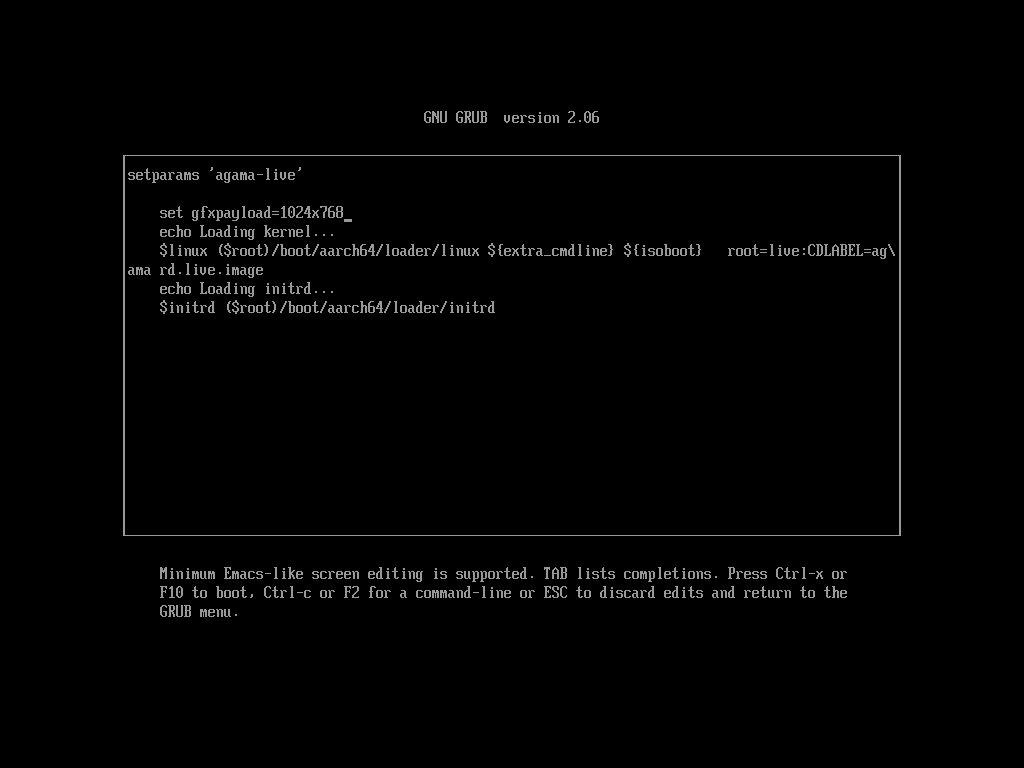 GNU GRUB  version 2.06
setparams 'agama-live'
set gfxpayload=1024x768_
echo Loading kernel...
$linux ($root)/boot/aarch64/loader/linux ${extra_cmdline} ${isoboot}   root=live:CDLABEL=ag\
ama rd.live.image
echo Loading initrd...
$initrd ($root)/boot/aarch64/loader/initrd
Minimum Emacs-like screen editing is supported. TAB lists completions. Press Ctrl-x or
F10 to boot, Ctrl-c or F2 for a command-line or ESC to discard edits and return to the
GRUB menu.